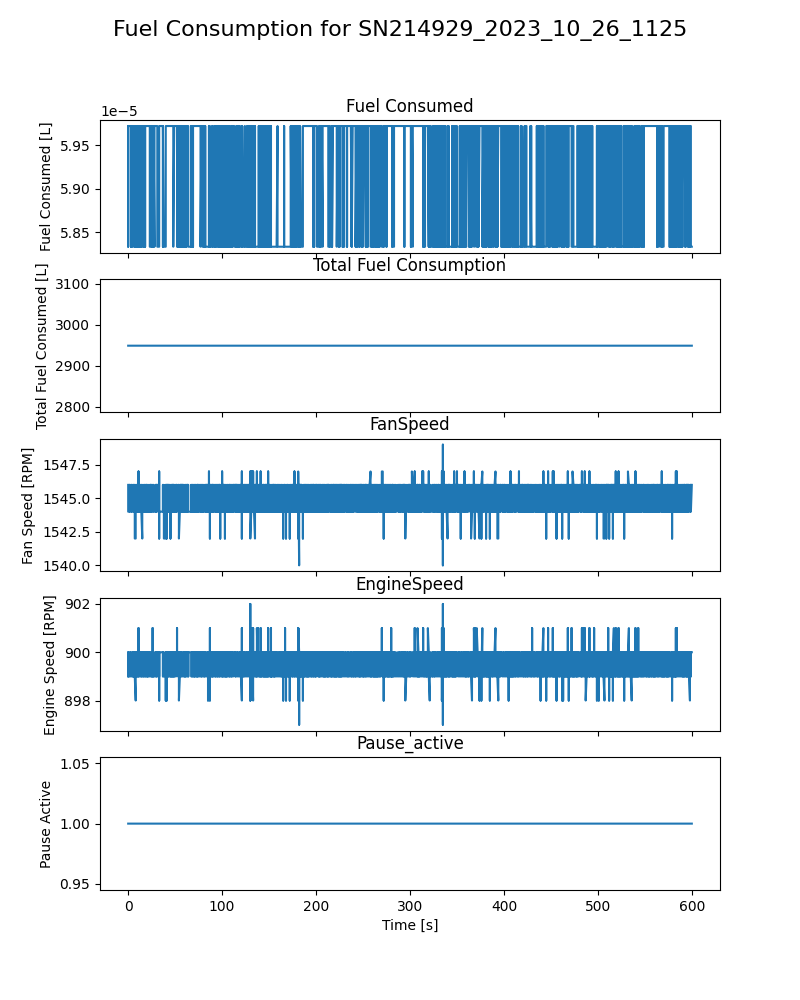 Fuel Consumption for SN214929_2023_10_26_1125
Fuel Consumed
1e−5
Fuel Consumed [L]
5.95
5.90
5.85
Total Fuel Consumption
Total Fuel Consumed [L]
3100
3000
2900
2800
FanSpeed
Fan Speed [RPM]
1547.5
1545.0
1542.5
1540.0
EngineSpeed
Engine Speed [RPM]
902
900
898
Pause_active
Pause Active
1.05
1.00
0.95
0 100 200 300 400 500 600
Time [s]